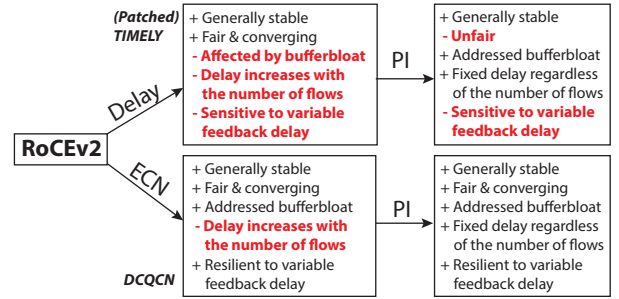 (Patched)
TIMELY
+ Generally stable
+ Fair & converging
- Affected by bufferbloat
- Delay increases with
the number of flows
- Sensitive to variable
feedback delay
PI
+ Generally stable
- Unfair
+ Addressed bufferbloat
+ Fixed delay regardless
of the number of flows
- Sensitive to variable
feedback delay
Delay
RoCEv2
ECN
+ Generally stable
+ Fair & converging
+ Addressed bufferbloat
- Delay increases with
the number of flows
+ Resilient to variable
feedback delay
DCQCN
PI
+ Generally stable
+ Fair & converging
+ Addressed bufferbloat
+ Fixed delay regardless
of the number of flows
+ Resilient to variable
feedback delay